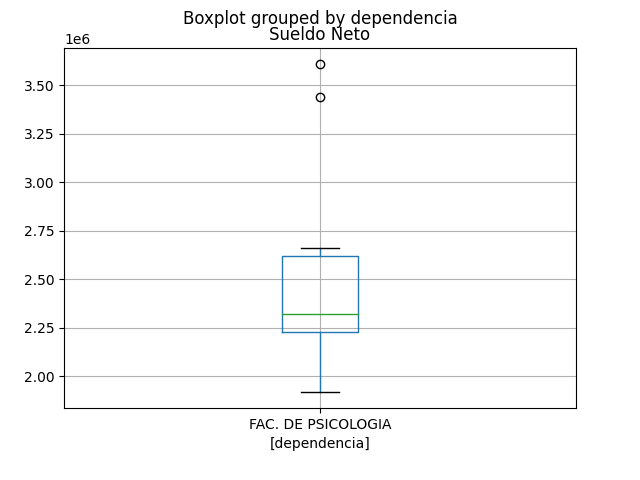 Boxplot grouped by dependencia
Sueldo Neto
1e6
3.50
3.25
3.00
2.75
2.50
2.25
2.00
FAC. DE PSICOLOGIA
[dependencia]